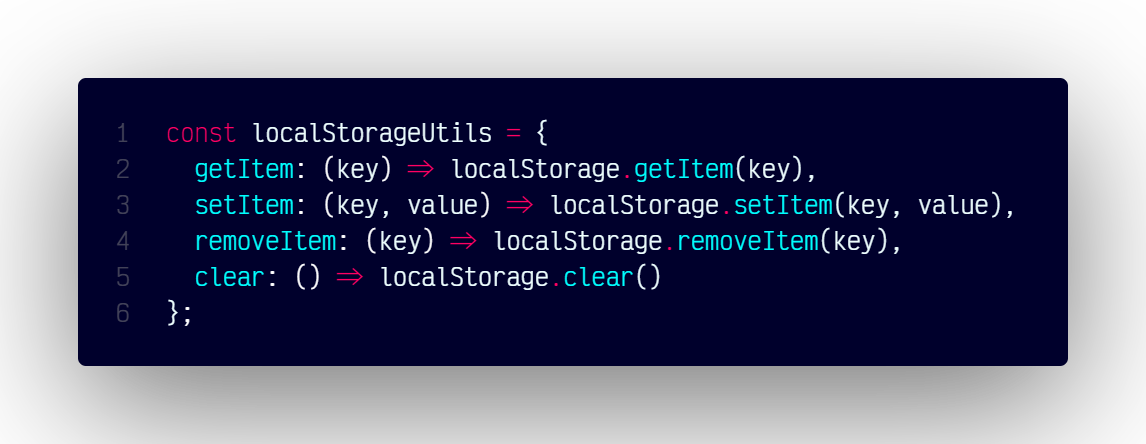 1 const localStorageUtils = {
2   getItem: (key) => localStorage.getItem(key),
3   setItem: (key, value) => localStorage.setItem(key, value),
4   removeItem: (key) => localStorage.removeItem(key),
5   clear: () => localStorage.clear()
6 };